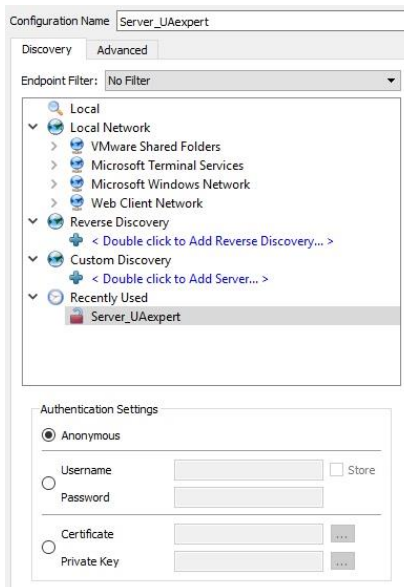 Configuration Name Server_UAexpert
Discovery Advanced
Endpoint Filter: No Filter
Local
Local Network
VMware Shared Folders
Microsoft Terminal Services
Microsoft Windows Network
Web Client Network
Reverse Discovery
< Double click to Add Reverse Discovery... >
Custom Discovery
< Double click to Add Server... >
Recently Used
Server_UAexpert
Authentication Settings
Anonymous
Username Store
Password
Certificate ...
Private Key ...